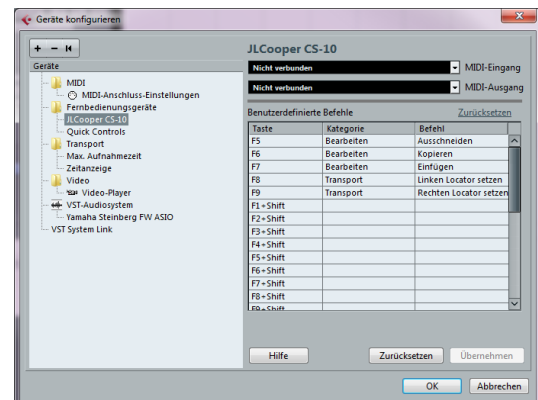 Geräte konfigurieren
+ - 
JLCooper CS-10
Geräte
Nicht verbunden MIDI-Eingang
Nicht verbunden MIDI-Ausgang
MIDI
MIDI-Anschluss-Einstellungen
Fernbedienungsgeräte
JLCooper CS-10
Quick Controls
Transport
Max. Aufnahmezeit
Zeitanzeige
Video
Video-Player
VST-Audiosystem
Yamaha Steinberg FW ASIO
VST System Link
Benutzerdefinierte Befehle Zurücksetzen
Taste Kategorie Befehl
F5 Bearbeiten Ausschneiden
F6 Bearbeiten Kopieren
F7 Bearbeiten Einfügen
F8 Transport Linken Locator setzen
F9 Transport Rechten Locator setzen
F1+Shift
F2+Shift
F3+Shift
F4+Shift
F5+Shift
F6+Shift
F7+Shift
F8+Shift
F9+Shift
Hilfe Zurücksetzen Übernehmen
OK Abbrechen